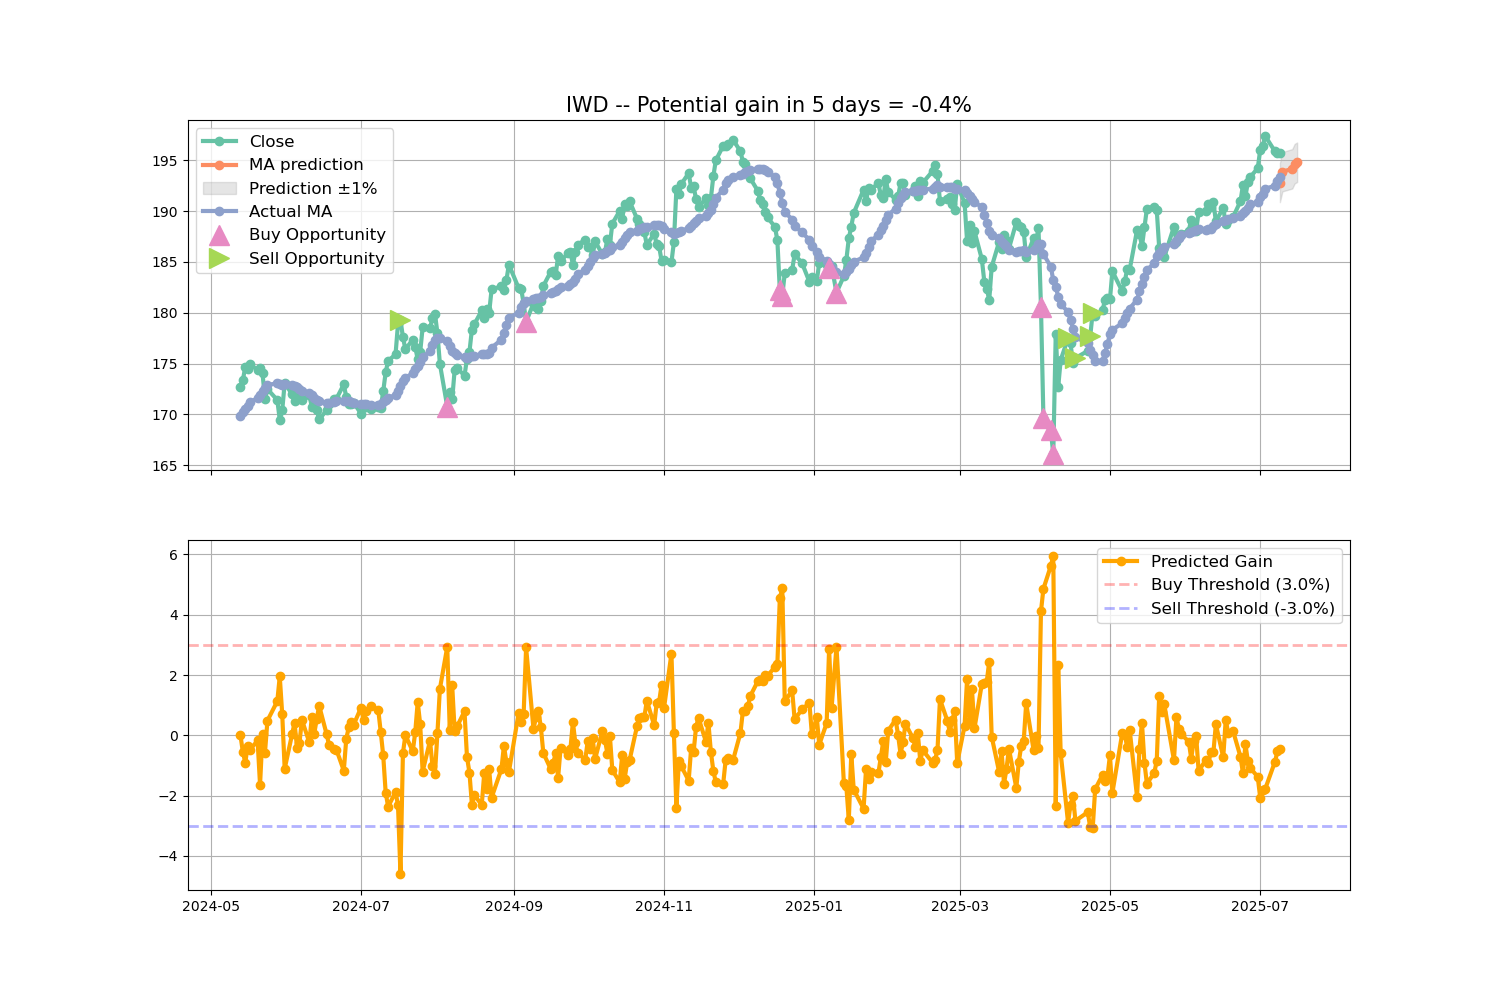 IWD -- Potential gain in 5 days = -0.4%
Close
MA prediction
Prediction ±1%
Actual MA
Buy Opportunity
Sell Opportunity
195
190
185
180
175
170
165
Predicted Gain
Buy Threshold (3.0%)
Sell Threshold (-3.0%)
6
4
2
0
−2
−4
2024-05 2024-07 2024-09 2024-11 2025-01 2025-03 2025-05 2025-07